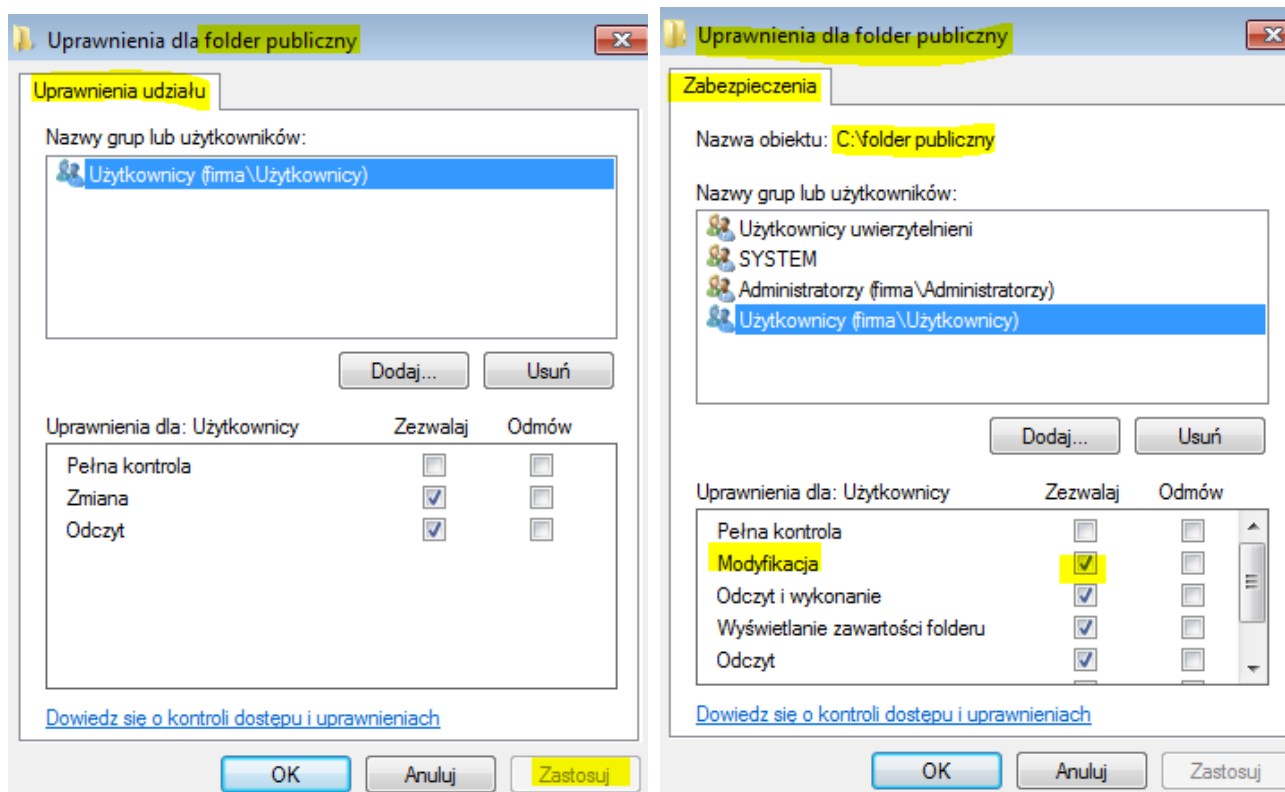 Uprawnienia dla folder publiczny
Uprawnienia udziału
Nazwy grup lub użytkowników:
Użytkownicy (firma\Użytkownicy)
Dodaj...
Usuń
Uprawnienia dla: Użytkownicy
Zezwalaj
Odmów
Pełna kontrola
Zmiana
Odczyt
Dowiedz się o kontroli dostępu i uprawnieniach
OK
Anuluj
Zastosuj
Uprawnienia dla folder publiczny
Zabezpieczenia
Nazwa obiektu: C:\folder publiczny
Nazwy grup lub użytkowników:
Użytkownicy uwierzytelnieni
SYSTEM
Administratorzy (firma\Administratorzy)
Użytkownicy (firma\Użytkownicy)
Dodaj...
Usuń
Uprawnienia dla: Użytkownicy
Zezwalaj
Odmów
Pełna kontrola
Modyfikacja
Odczyt i wykonanie
Wyświetlanie zawartości folderu
Odczyt
Dowiedz się o kontroli dostępu i uprawnieniach
OK
Anuluj
Zastosuj